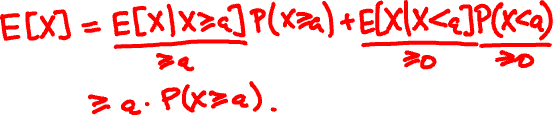 E[X] = E[X|X≥a] P(X≥a) + E[X|X<a] P(X<a)
≥a ≥0 ≥0
≥ a · P(X≥a).